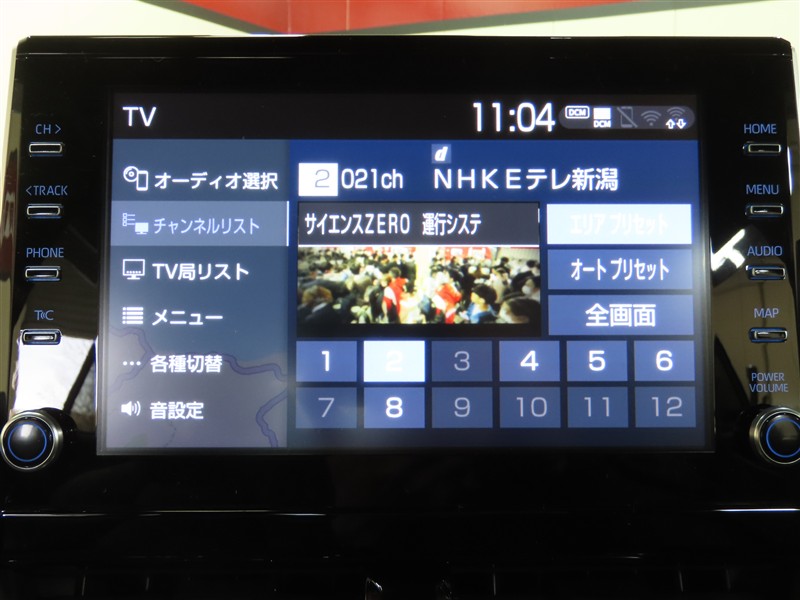 TV
11:04
DCM
DCM
CH >
<TRACK
PHONE
T C
HOME
MENU
AUDIO
MAP
POWER
VOLUME
オーディオ選択
チャンネルリスト
TV局リスト
メニュー
各種切替
音設定
d
2 021ch NHKEテレ新潟
サイエンスZERO 運行システ
エリア プリセット
オート プリセット
全画面
1 2 3 4 5 6
7 8 9 10 11 12